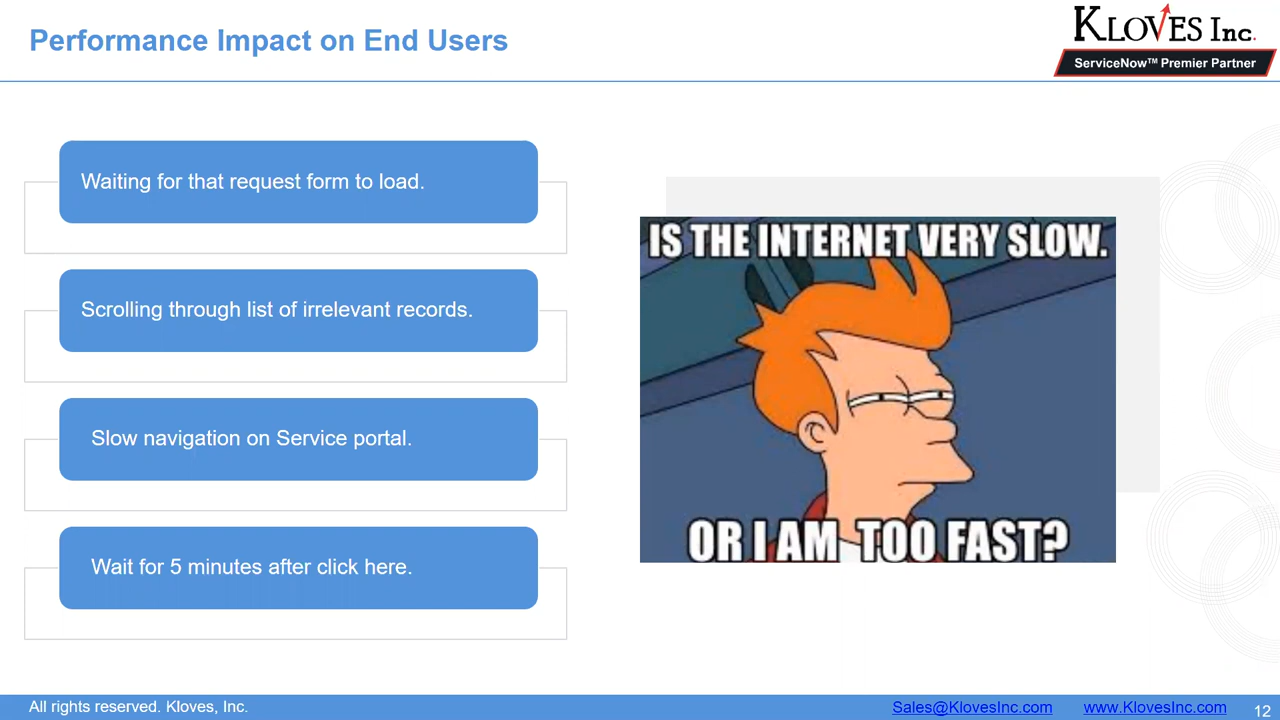 Performance Impact on End Users
KLOVES INC.
ServiceNow™ Premier Partner
Waiting for that request form to load.
Scrolling through list of irrelevant records.
Slow navigation on Service portal.
Wait for 5 minutes after click here.
IS THE INTERNET VERY SLOW.
OR I AM TOO FAST?
All rights reserved. Kloves, Inc.
Sales@KlovesInc.com
www.KlovesInc.com
12